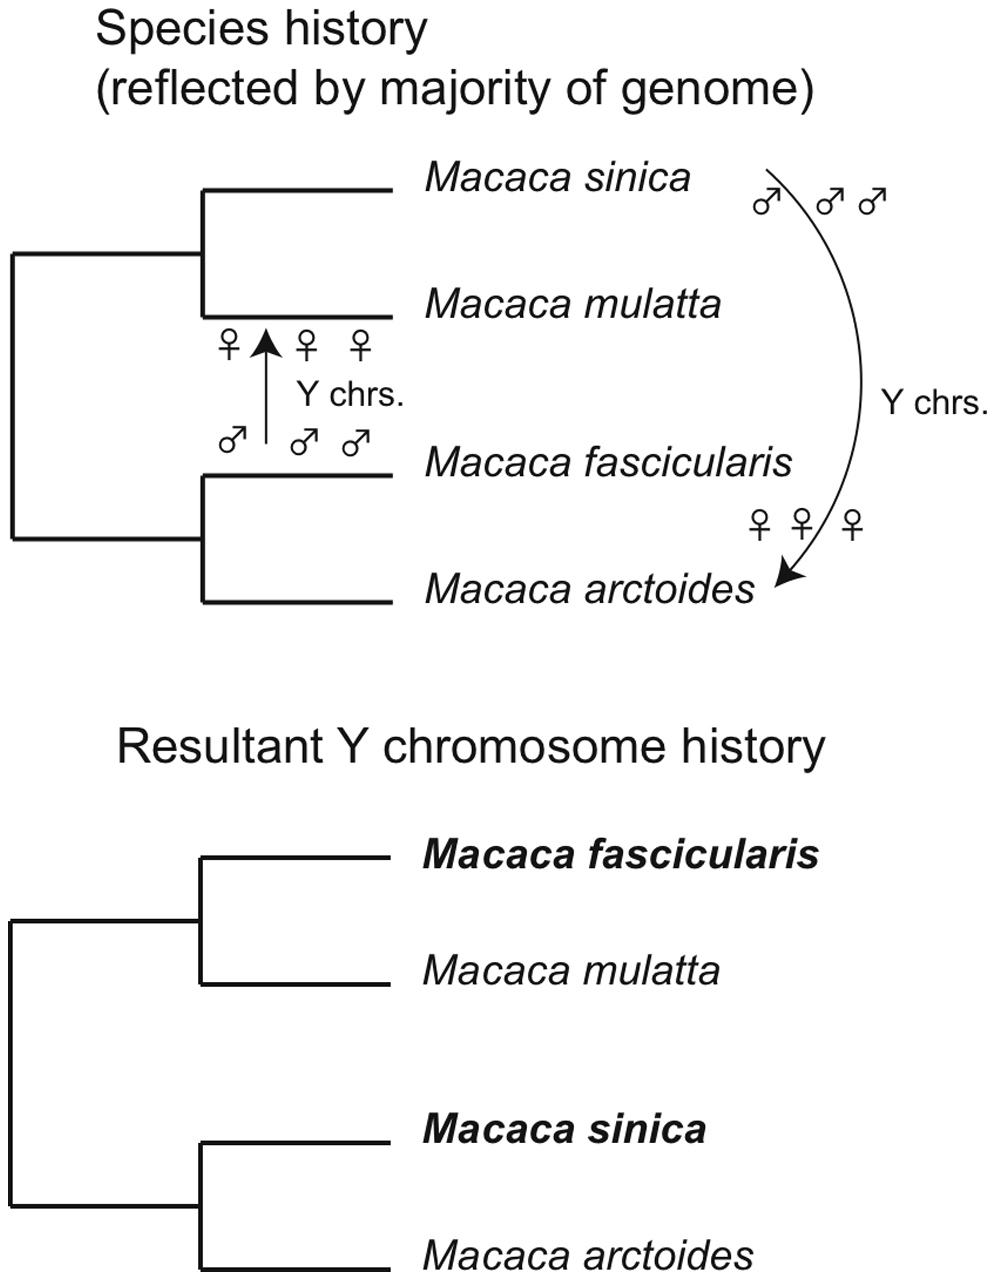 Species history
(reflected by majority of genome)
Macaca sinica
♂ ♂ ♂
Macaca mulatta
♀ ♀ ♀
Y chrs.
Y chrs.
♂ ♂ ♂
Macaca fascicularis
♀ ♀ ♀
Macaca arctoides
Resultant Y chromosome history
Macaca fascicularis
Macaca mulatta
Macaca sinica
Macaca arctoides